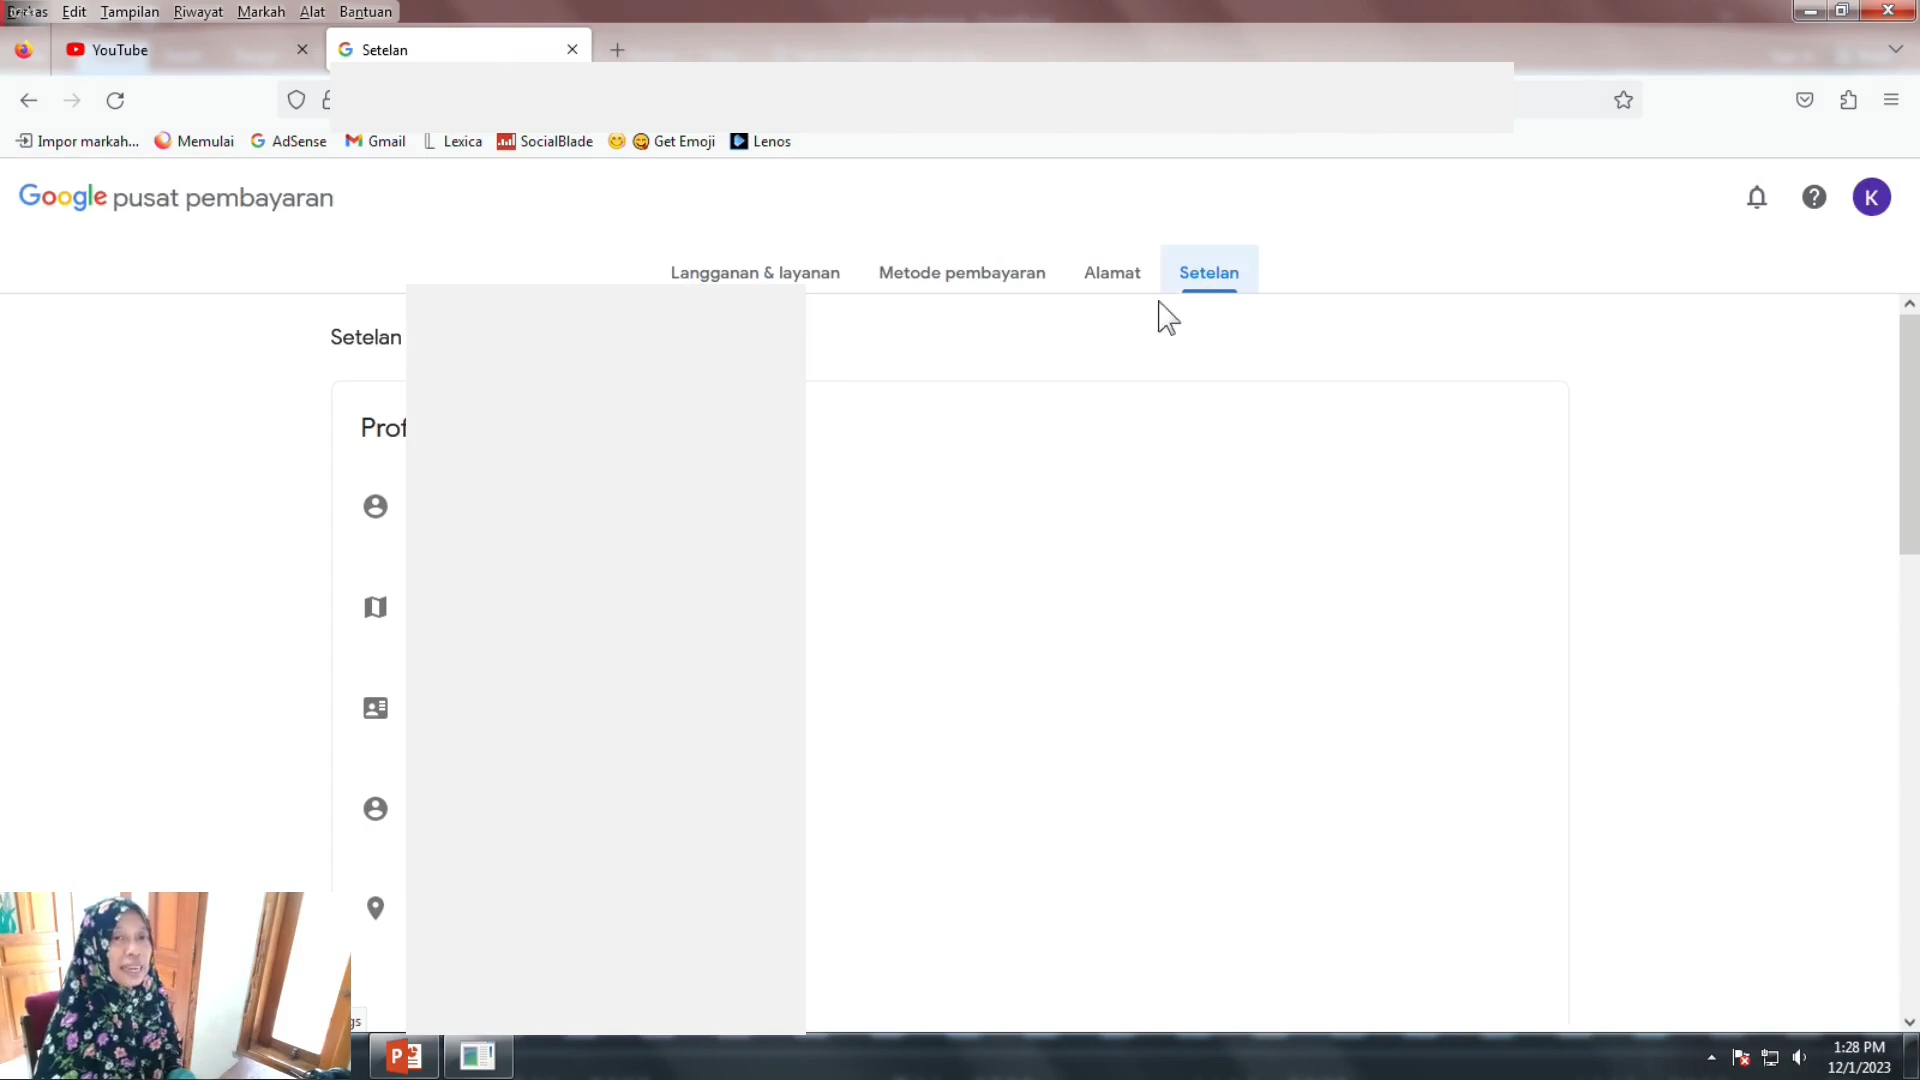 Edit Tampilan Riwayat Markah Alat Bantuan
YouTube
Setelan
Impor markah...
Memulai
AdSense
Gmail
Lexica
SocialBlade
Get Emoji
Lenos
Google pusat pembayaran
K
Langganan & layanan
Metode pembayaran
Alamat
Setelan
Setelan
Prof
gs
1:28 PM
12/1/2023